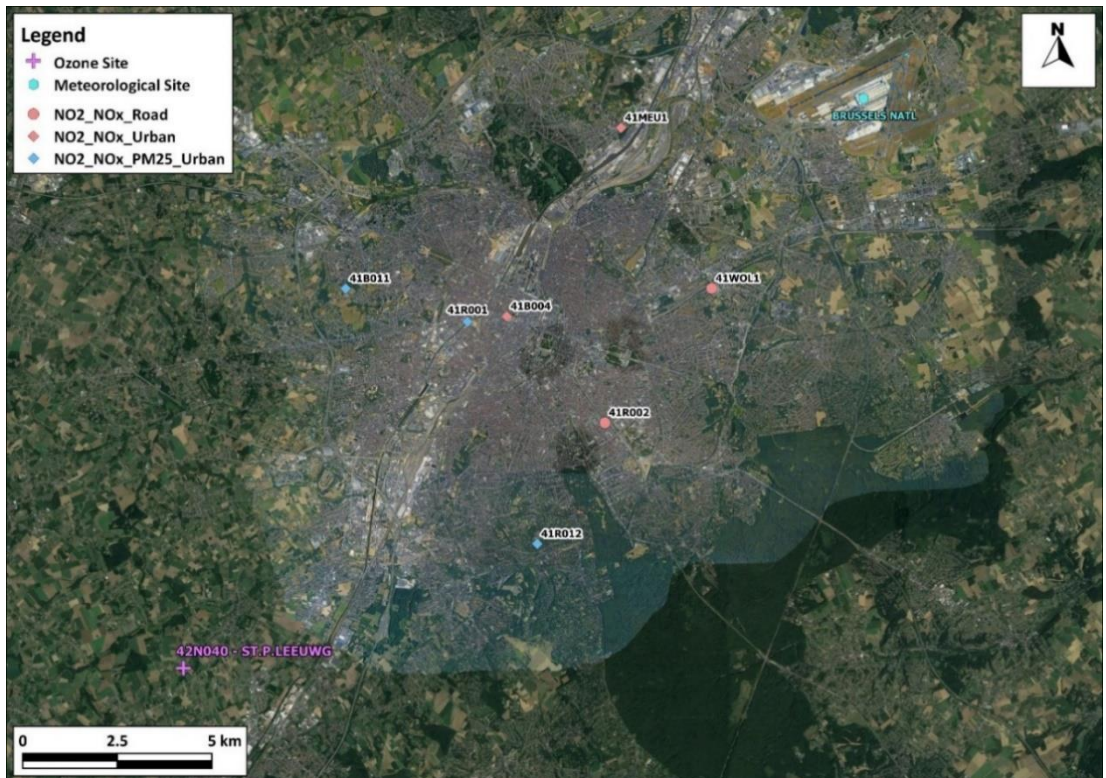 Legend
Ozone Site
Meteorological Site
NO2_NOx_Road
NO2_NOx_Urban
NO2_NOx_PM25_Urban
N
41MEU1
BRUSSELS NATL
41B011
41WOL1
41R001
41B004
41R002
41R012
42N040 - ST.P.LEEUWG
0 2.5 5 km